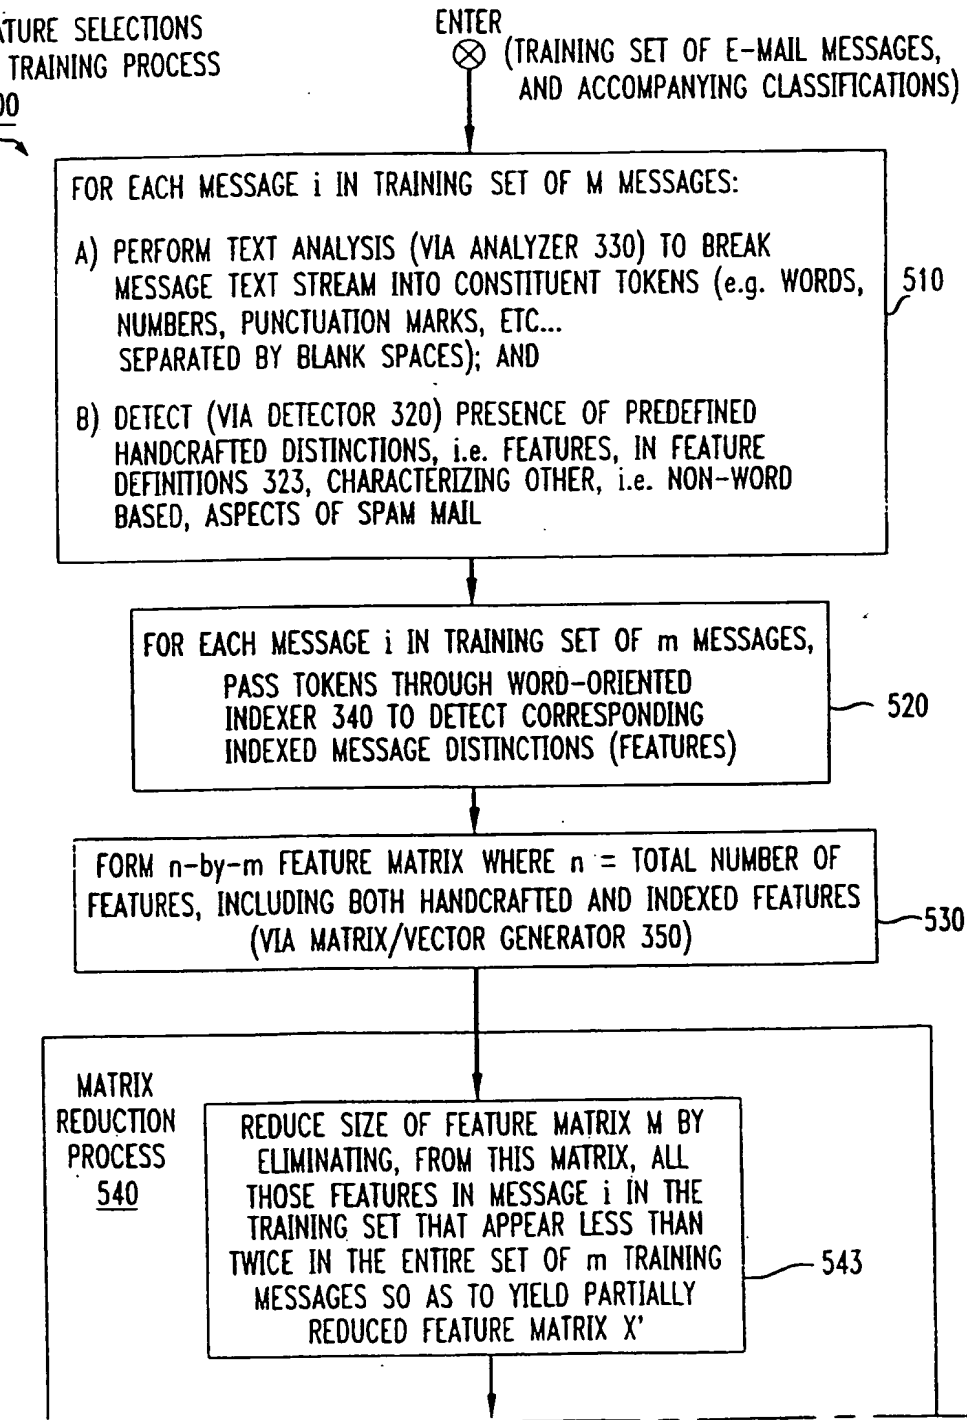 ATURE SELECTIONS
TRAINING PROCESS
00
ENTER
(TRAINING SET OF E-MAIL MESSAGES,
AND ACCOMPANYING CLASSIFICATIONS)
FOR EACH MESSAGE i IN TRAINING SET OF M MESSAGES:
A) PERFORM TEXT ANALYSIS (VIA ANALYZER 330) TO BREAK
MESSAGE TEXT STREAM INTO CONSTITUENT TOKENS (e.g. WORDS,
NUMBERS, PUNCTUATION MARKS, ETC...
SEPARATED BY BLANK SPACES); AND
510
B) DETECT (VIA DETECTOR 320) PRESENCE OF PREDEFINED
HANDCRAFTED DISTINCTIONS, i.e. FEATURES, IN FEATURE
DEFINITIONS 323, CHARACTERIZING OTHER, i.e. NON-WORD
BASED, ASPECTS OF SPAM MAIL
FOR EACH MESSAGE i IN TRAINING SET OF m MESSAGES,
PASS TOKENS THROUGH WORD-ORIENTED
INDEXER 340 TO DETECT CORRESPONDING
INDEXED MESSAGE DISTINCTIONS (FEATURES)
520
FORM n-by-m FEATURE MATRIX WHERE n = TOTAL NUMBER OF
FEATURES, INCLUDING BOTH HANDCRAFTED AND INDEXED FEATURES
(VIA MATRIX/VECTOR GENERATOR 350)
530
MATRIX
REDUCTION
PROCESS
540
REDUCE SIZE OF FEATURE MATRIX M BY
ELIMINATING, FROM THIS MATRIX, ALL
THOSE FEATURES IN MESSAGE i IN THE
TRAINING SET THAT APPEAR LESS THAN
TWICE IN THE ENTIRE SET OF m TRAINING
MESSAGES SO AS TO YIELD PARTIALLY
REDUCED FEATURE MATRIX X'
543